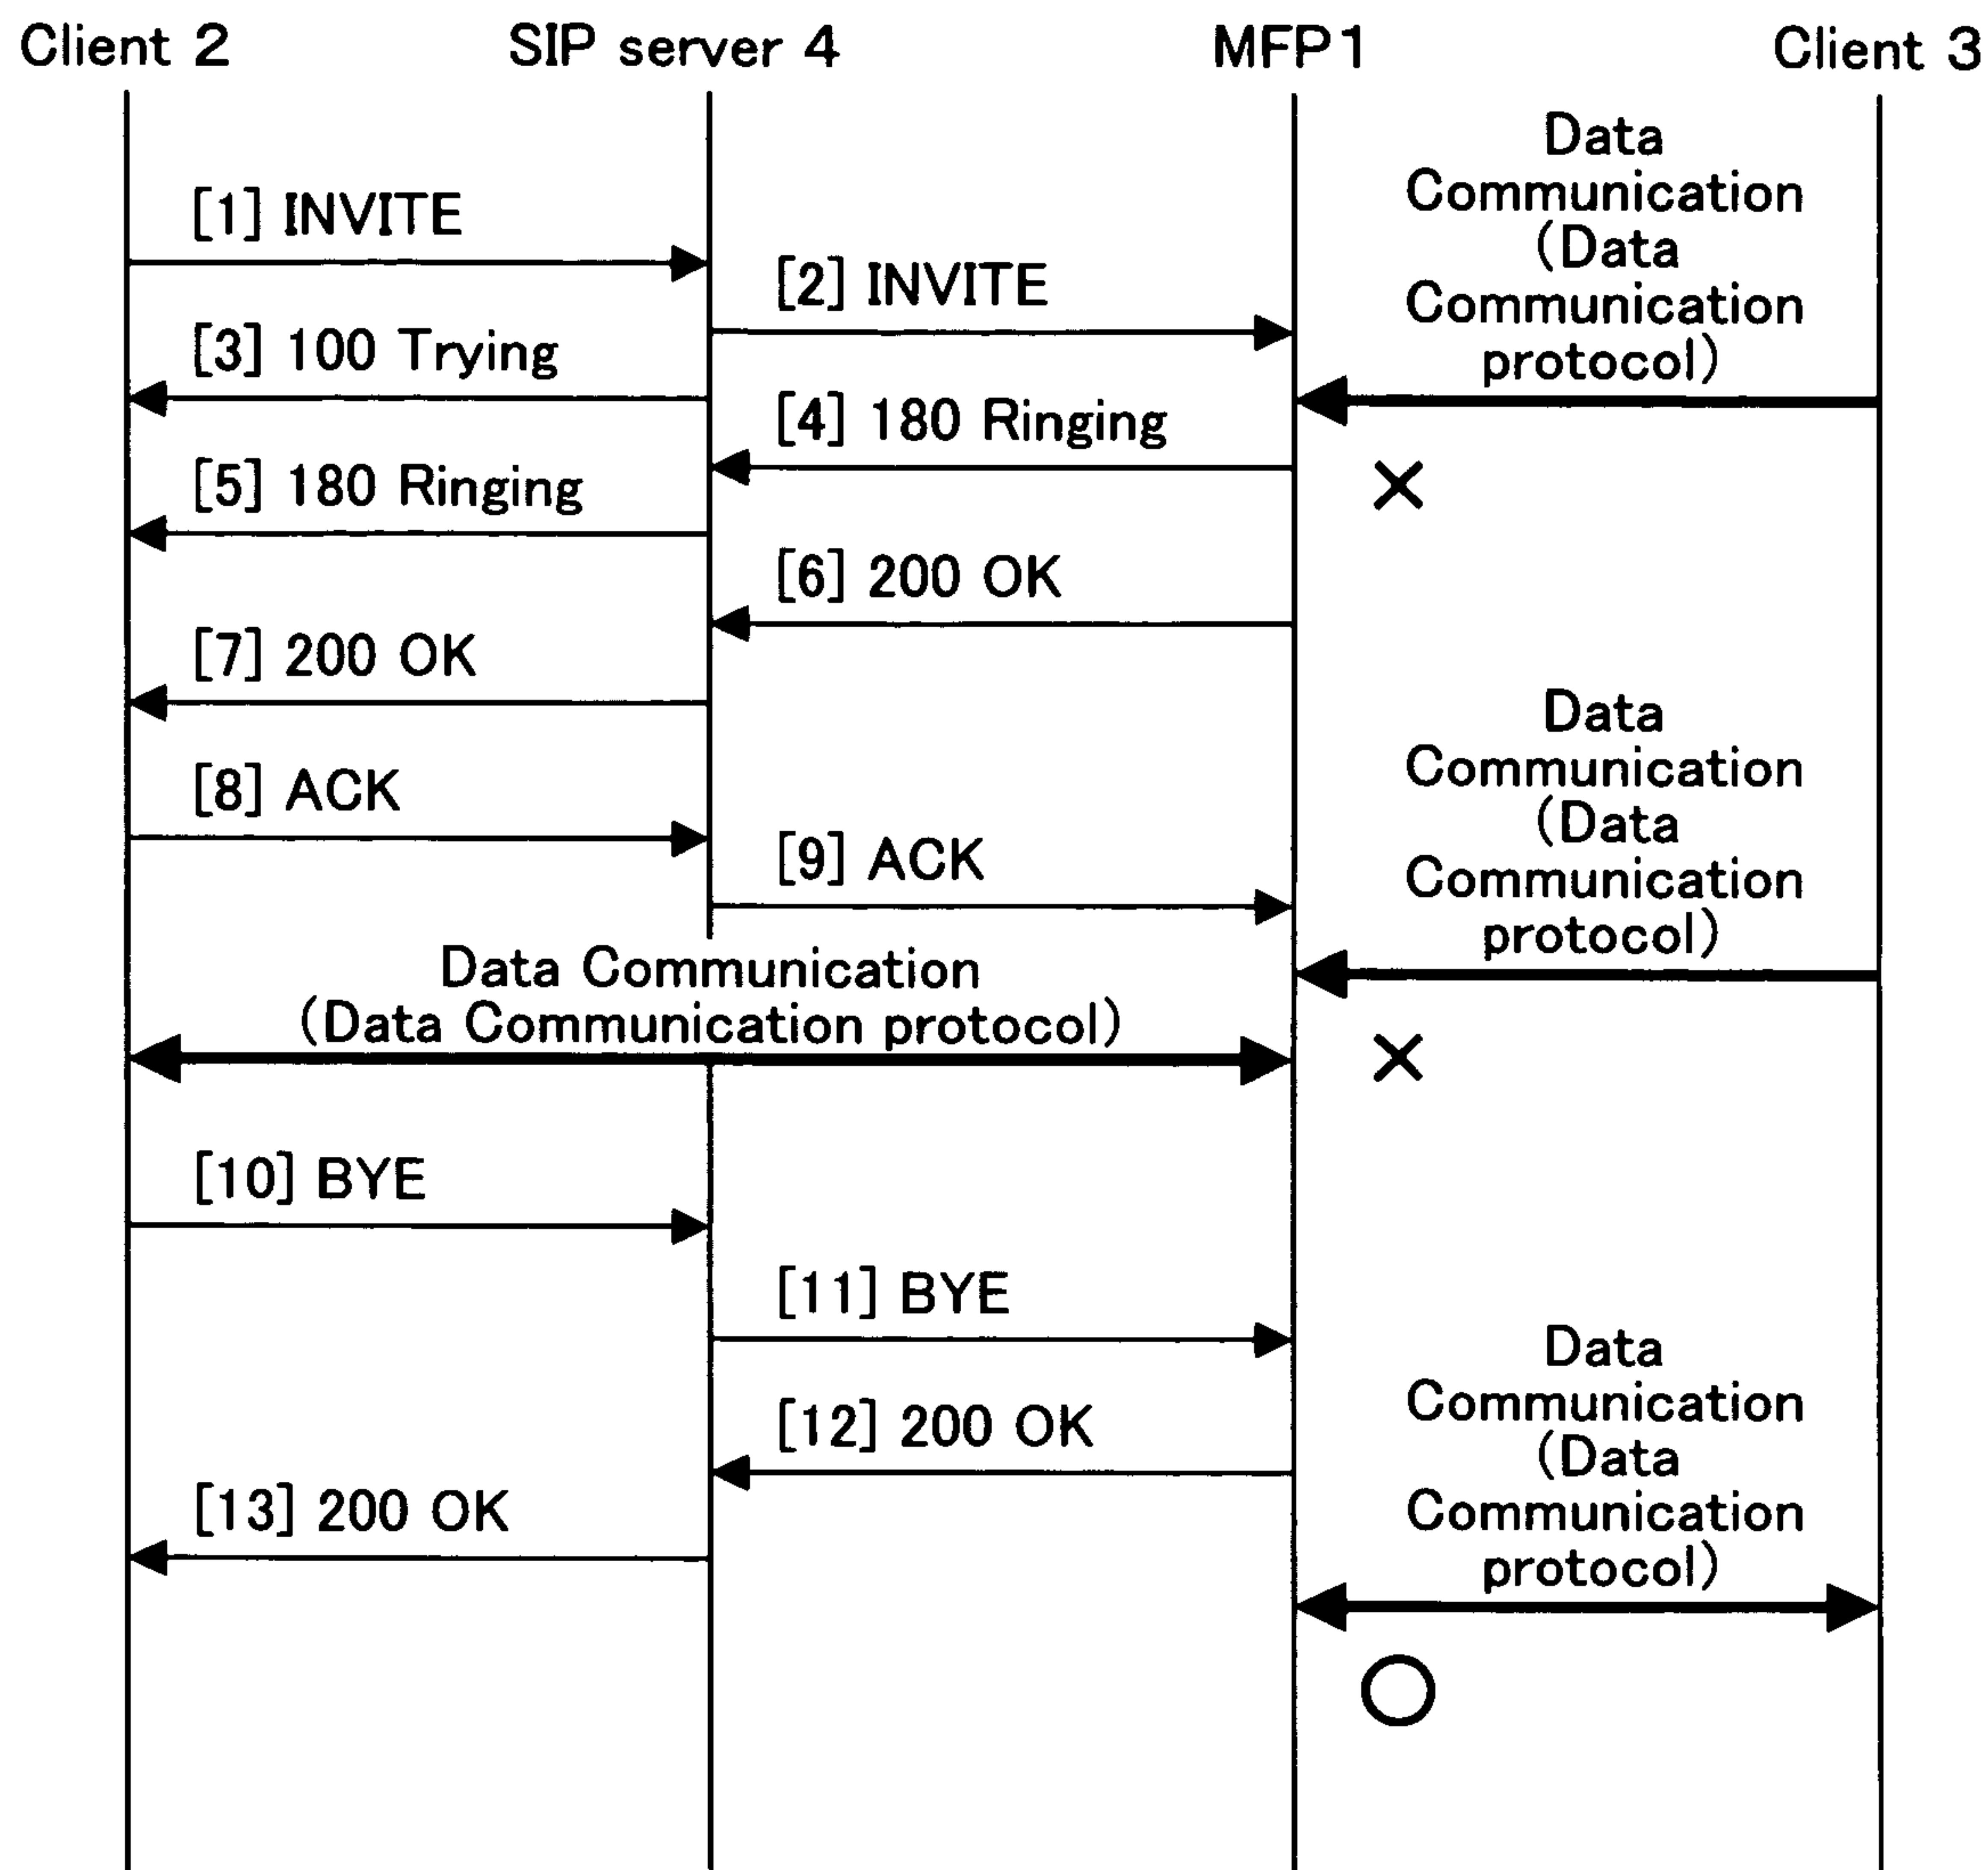 Client 2
SIP server 4
MFP1
Client 3
Data
Communication
(Data
Communication
protocol)
[1] INVITE
[2] INVITE
[3] 100 Trying
[4] 180 Ringing
×
[5] 180 Ringing
[6] 200 OK
[7] 200 OK
Data
Communication
(Data
Communication
protocol)
[8] ACK
[9] ACK
Data Communication
(Data Communication protocol)
×
[10] BYE
[11] BYE
Data
Communication
(Data
Communication
protocol)
[12] 200 OK
[13] 200 OK